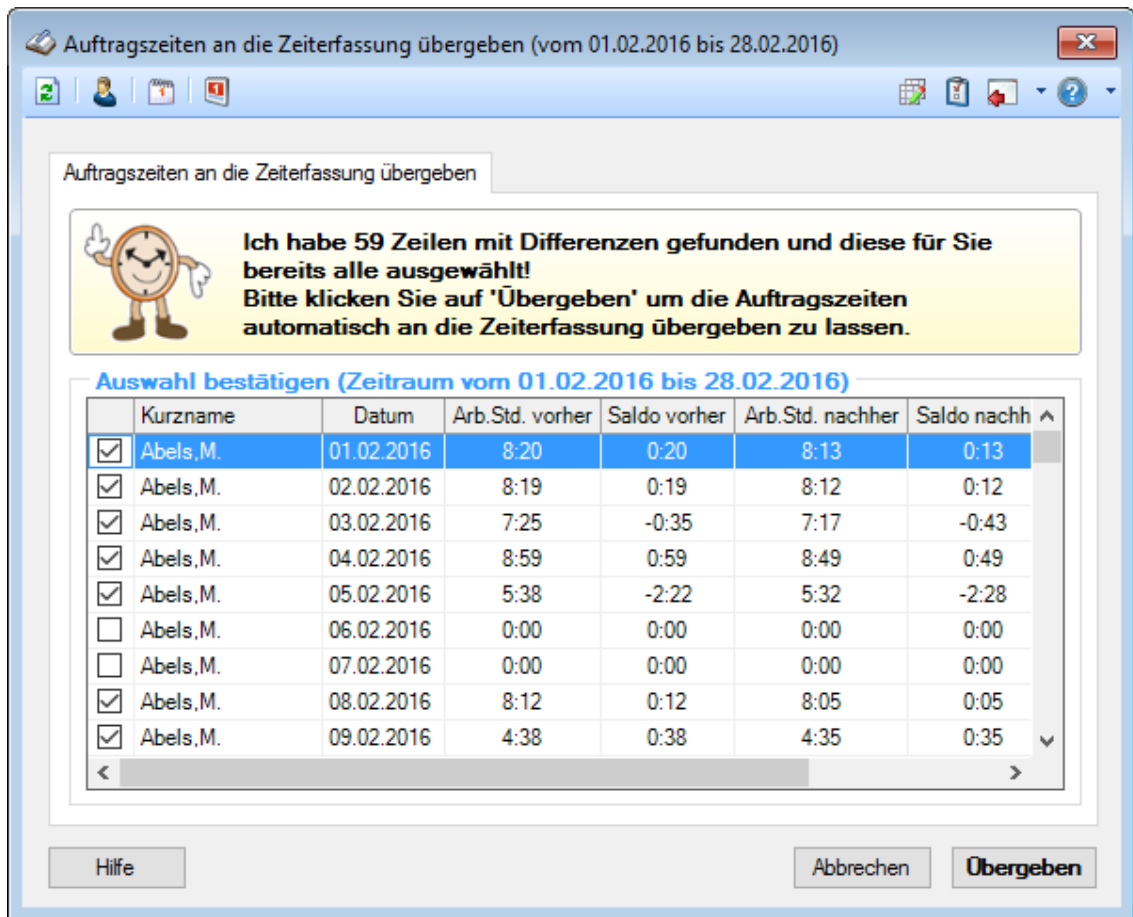 Auftragszeiten an die Zeiterfassung übergeben (vom 01.02.2016 bis 28.02.2016)
Auftragszeiten an die Zeiterfassung übergeben
Ich habe 59 Zeilen mit Differenzen gefunden und diese für Sie
bereits alle ausgewählt!
Bitte klicken Sie auf 'Übergeben' um die Auftragszeiten
automatisch an die Zeiterfassung übergeben zu lassen.
Auswahl bestätigen (Zeitraum vom 01.02.2016 bis 28.02.2016)
Kurzname Datum Arb.Std. vorher Saldo vorher Arb.Std. nachher Saldo nachh
Abels,M. 01.02.2016 8:20 0:20 8:13 0:13
Abels,M. 02.02.2016 8:19 0:19 8:12 0:12
Abels,M. 03.02.2016 7:25 -0:35 7:17 -0:43
Abels,M. 04.02.2016 8:59 0:59 8:49 0:49
Abels,M. 05.02.2016 5:38 -2:22 5:32 -2:28
Abels,M. 06.02.2016 0:00 0:00 0:00 0:00
Abels,M. 07.02.2016 0:00 0:00 0:00 0:00
Abels,M. 08.02.2016 8:12 0:12 8:05 0:05
Abels,M. 09.02.2016 4:38 0:38 4:35 0:35
Hilfe Abbrechen Übergeben